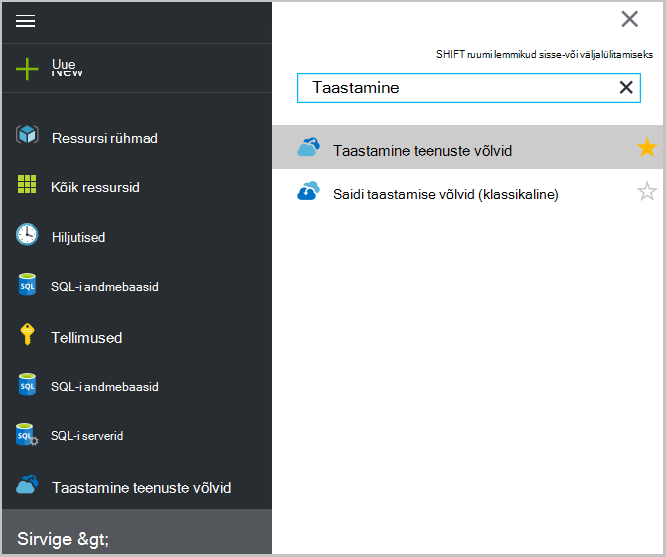 Uue
New
Ressursi rühmad
Kõik ressursid
Hiljutised
SQL-i andmebaasid
Tellimused
SQL-i andmebaasid
SQL-i serverid
Taastamine teenuste võlvid
Sirvige &gt;
SHIFT ruumi lemmikud sisse-või väljalülitamiseks
Taastamine
Taastamine teenuste võlvid
Saidi taastamise võlvid (klassikaline)